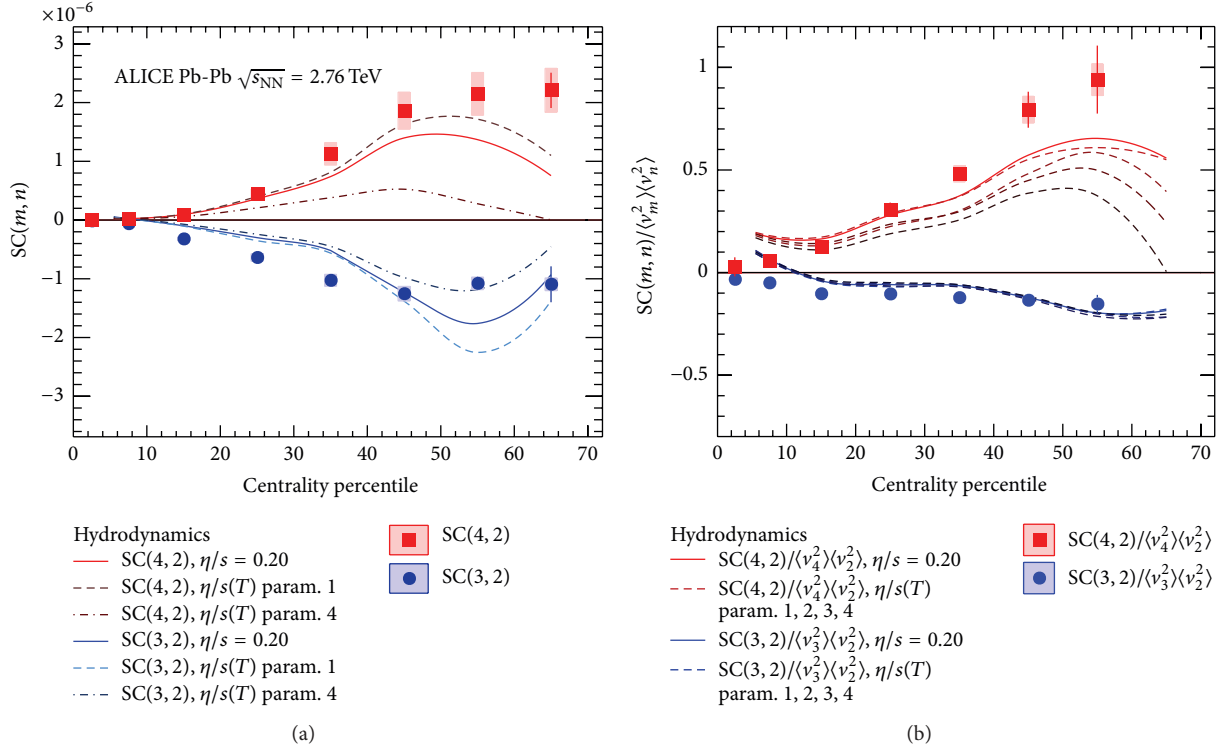 ×10⁻⁶
3
2
1
0
−1
−2
−3
SC(m, n)
ALICE Pb-Pb √sNN = 2.76 TeV
0 10 20 30 40 50 60 70
Centrality percentile
Hydrodynamics
SC(4, 2), η/s = 0.20
SC(4, 2), η/s(T) param. 1
SC(4, 2), η/s(T) param. 4
SC(3, 2), η/s = 0.20
SC(3, 2), η/s(T) param. 1
SC(3, 2), η/s(T) param. 4
SC(4, 2)
SC(3, 2)
(a)
1
0.5
0
−0.5
SC(m, n)/⟨v²m⟩⟨v²n⟩
0 10 20 30 40 50 60 70
Centrality percentile
Hydrodynamics
SC(4, 2)/⟨v²₄⟩⟨v²₂⟩, η/s = 0.20
SC(4, 2)/⟨v²₄⟩⟨v²₂⟩, η/s(T)
param. 1, 2, 3, 4
SC(3, 2)/⟨v²₃⟩⟨v²₂⟩, η/s = 0.20
SC(3, 2)/⟨v²₃⟩⟨v²₂⟩, η/s(T)
param. 1, 2, 3, 4
SC(4, 2)/⟨v²₄⟩⟨v²₂⟩
SC(3, 2)/⟨v²₃⟩⟨v²₂⟩
(b)